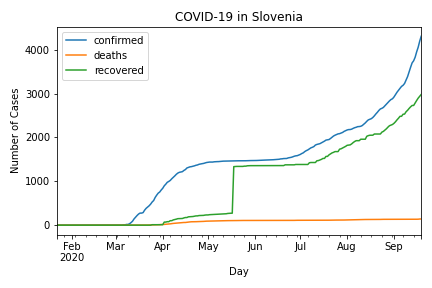 COVID-19 in Slovenia
confirmed
deaths
recovered
Number of Cases
4000
3000
2000
1000
0
Feb Mar Apr May Jun Jul Aug Sep
2020
Day